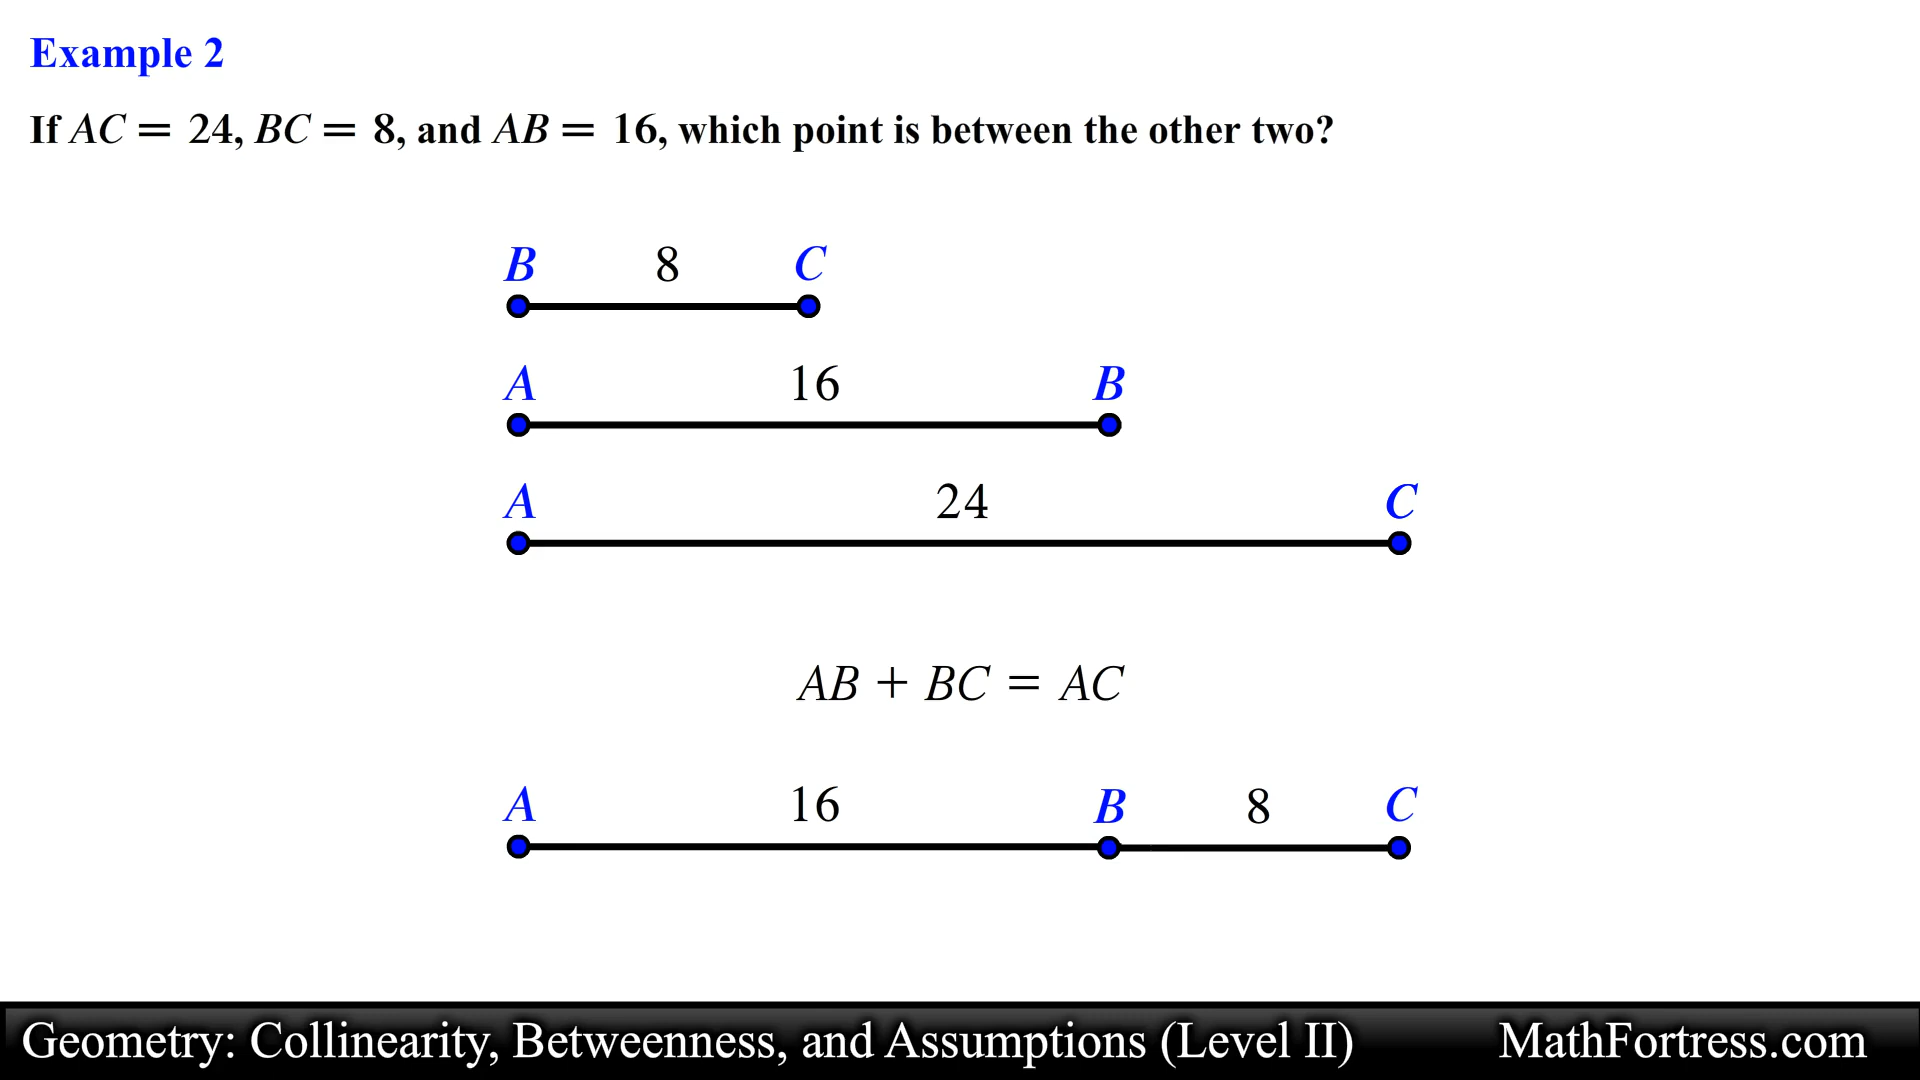 Example 2
If AC = 24, BC = 8, and AB = 16, which point is between the other two?
B 8 C
A 16 B
A 24 C
AB + BC = AC
A 16 B 8 C
Geometry: Collinearity, Betweenness, and Assumptions (Level II) MathFortress.com